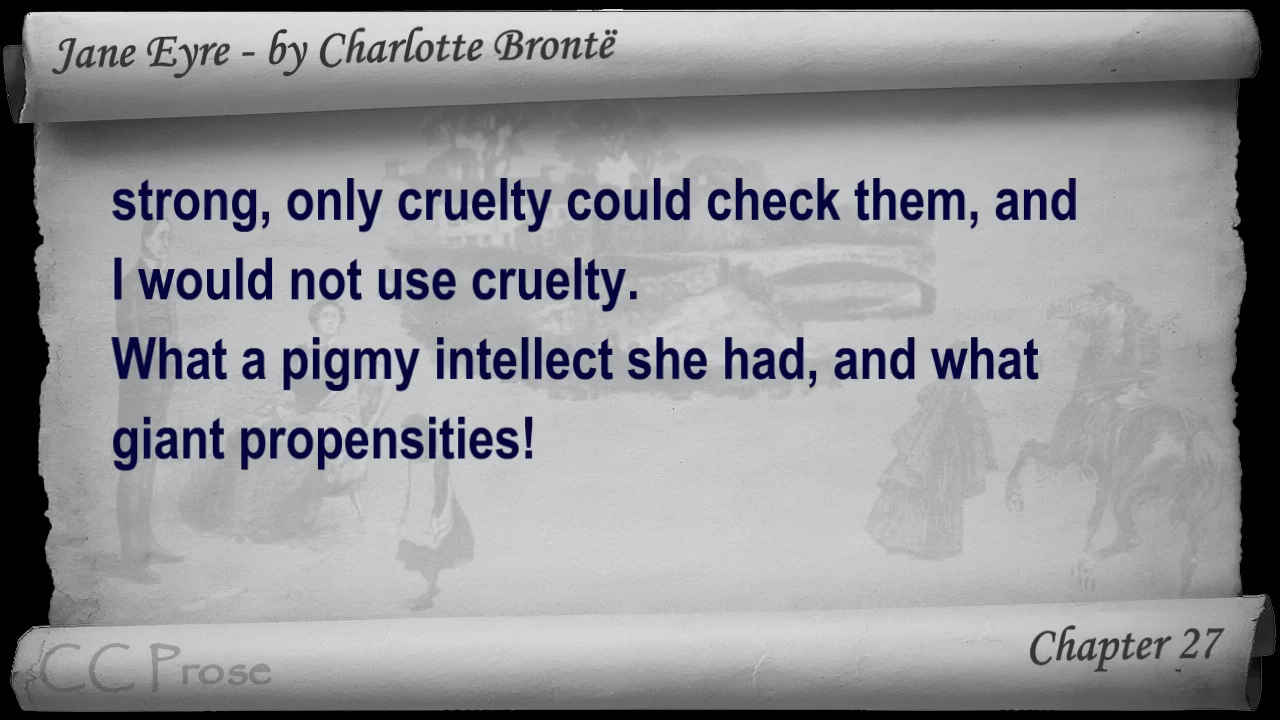 Jane Eyre - by Charlotte Brontë
strong, only cruelty could check them, and
I would not use cruelty.
What a pigmy intellect she had, and what
giant propensities!
CC Prose
Chapter 27